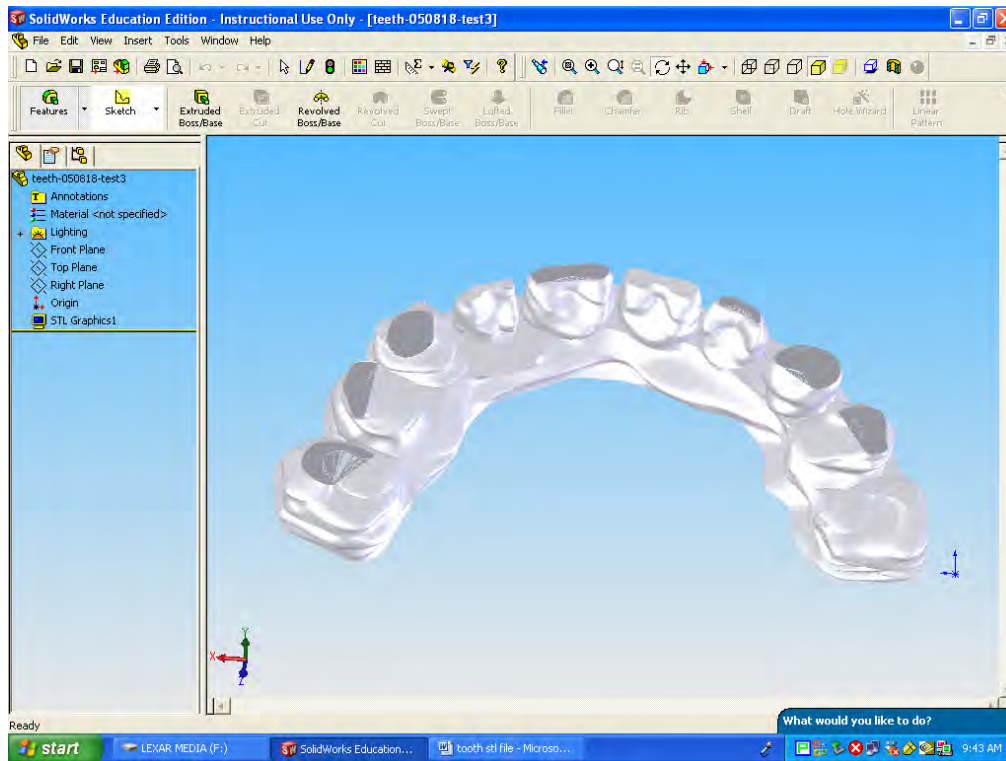 SolidWorks Education Edition - Instructional Use Only - [teeth-050818-test3]
File Edit View Insert Tools Window Help
Features Sketch Extruded Boss/Base Extruded Cut Revolved Boss/Base Revolved Cut Swept Boss/Base Lofted Boss/Base Fillet Chamfer Rib Shell Draft Hole Wizard Linear Pattern
teeth-050818-test3
Annotations
Material <not specified>
Lighting
Front Plane
Top Plane
Right Plane
Origin
STL Graphics1
Y
X
Z
Ready
What would you like to do?
start LEXAR MEDIA (F:) SolidWorks Education... tooth stl file - Microso... 9:43 AM